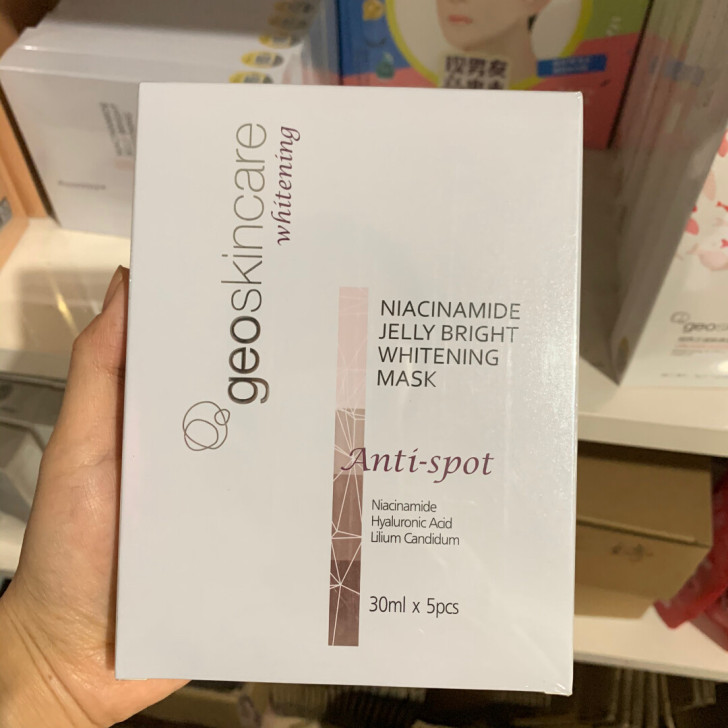 geoskincare
whitening
NIACINAMIDE
JELLY BRIGHT
WHITENING
MASK
Anti-spot
Niacinamide
Hyaluronic Acid
Lilium Candidum
30ml x 5pcs